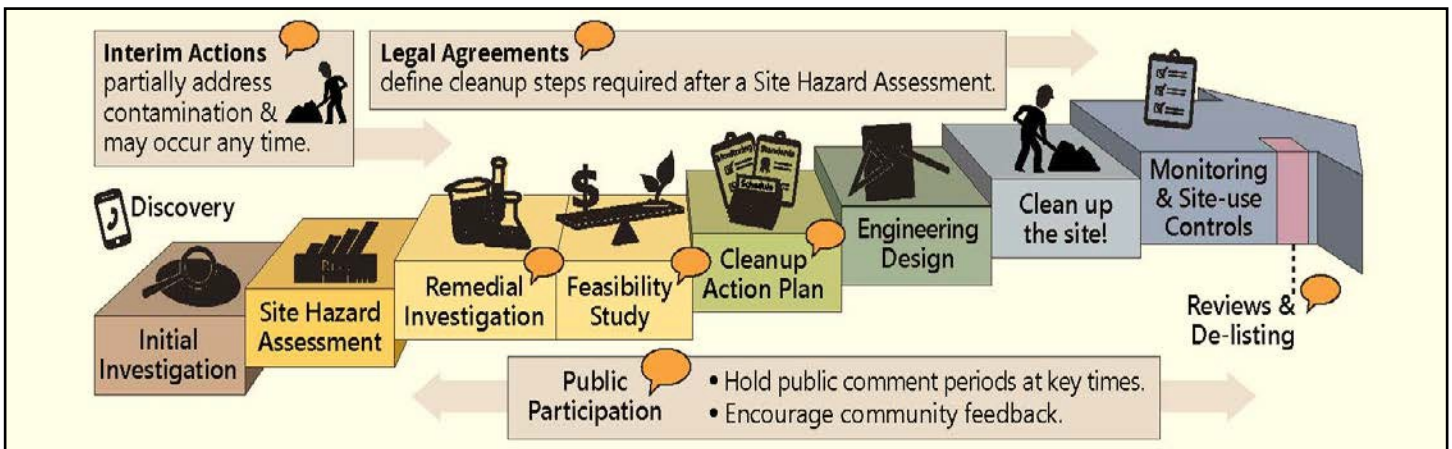 Interim Actions
partially address
contamination &
may occur any time.
Legal Agreements
define cleanup steps required after a Site Hazard Assessment.
Discovery
Initial
Investigation
Site Hazard
Assessment
Remedial
Investigation
$
Feasibility
Study
Monitoring
Standards
Schedule
Cleanup
Action Plan
Engineering
Design
Clean up
the site!
Monitoring
& Site-use
Controls
Reviews &
De-listing
Public
Participation
• Hold public comment periods at key times.
• Encourage community feedback.